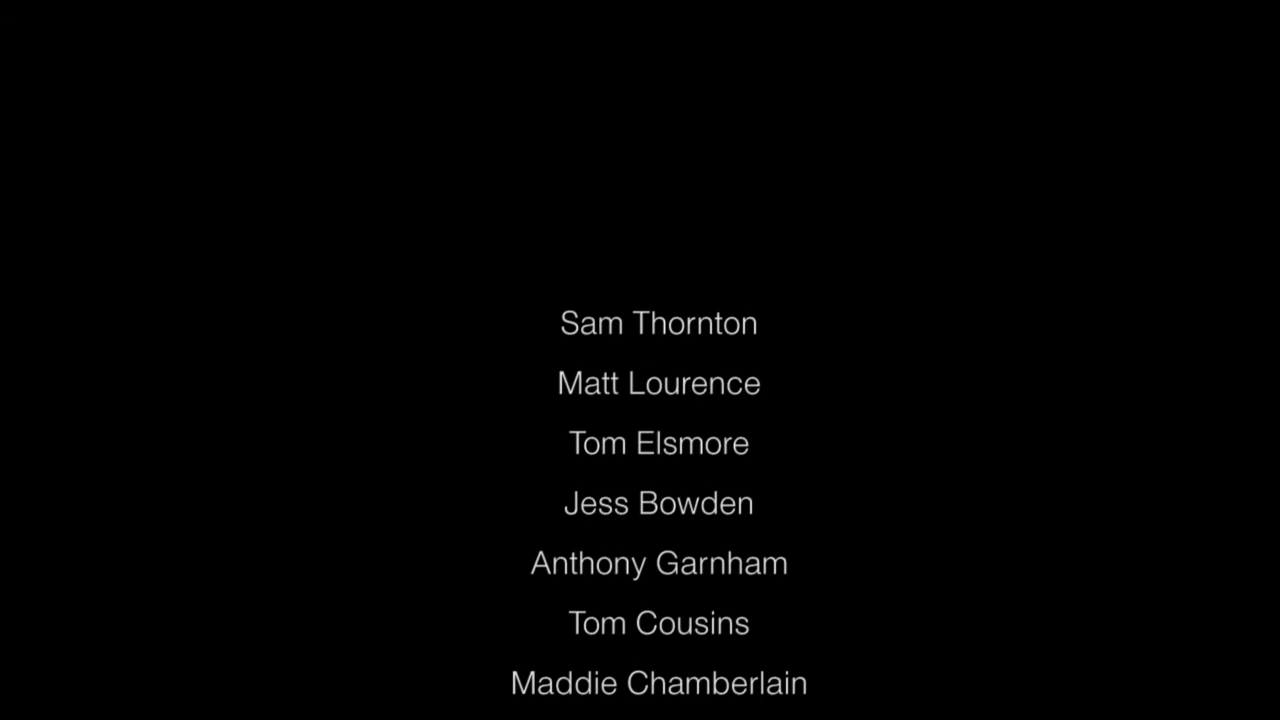 Sam Thornton
Matt Lourence
Tom Elsmore
Jess Bowden
Anthony Garnham
Tom Cousins
Maddie Chamberlain